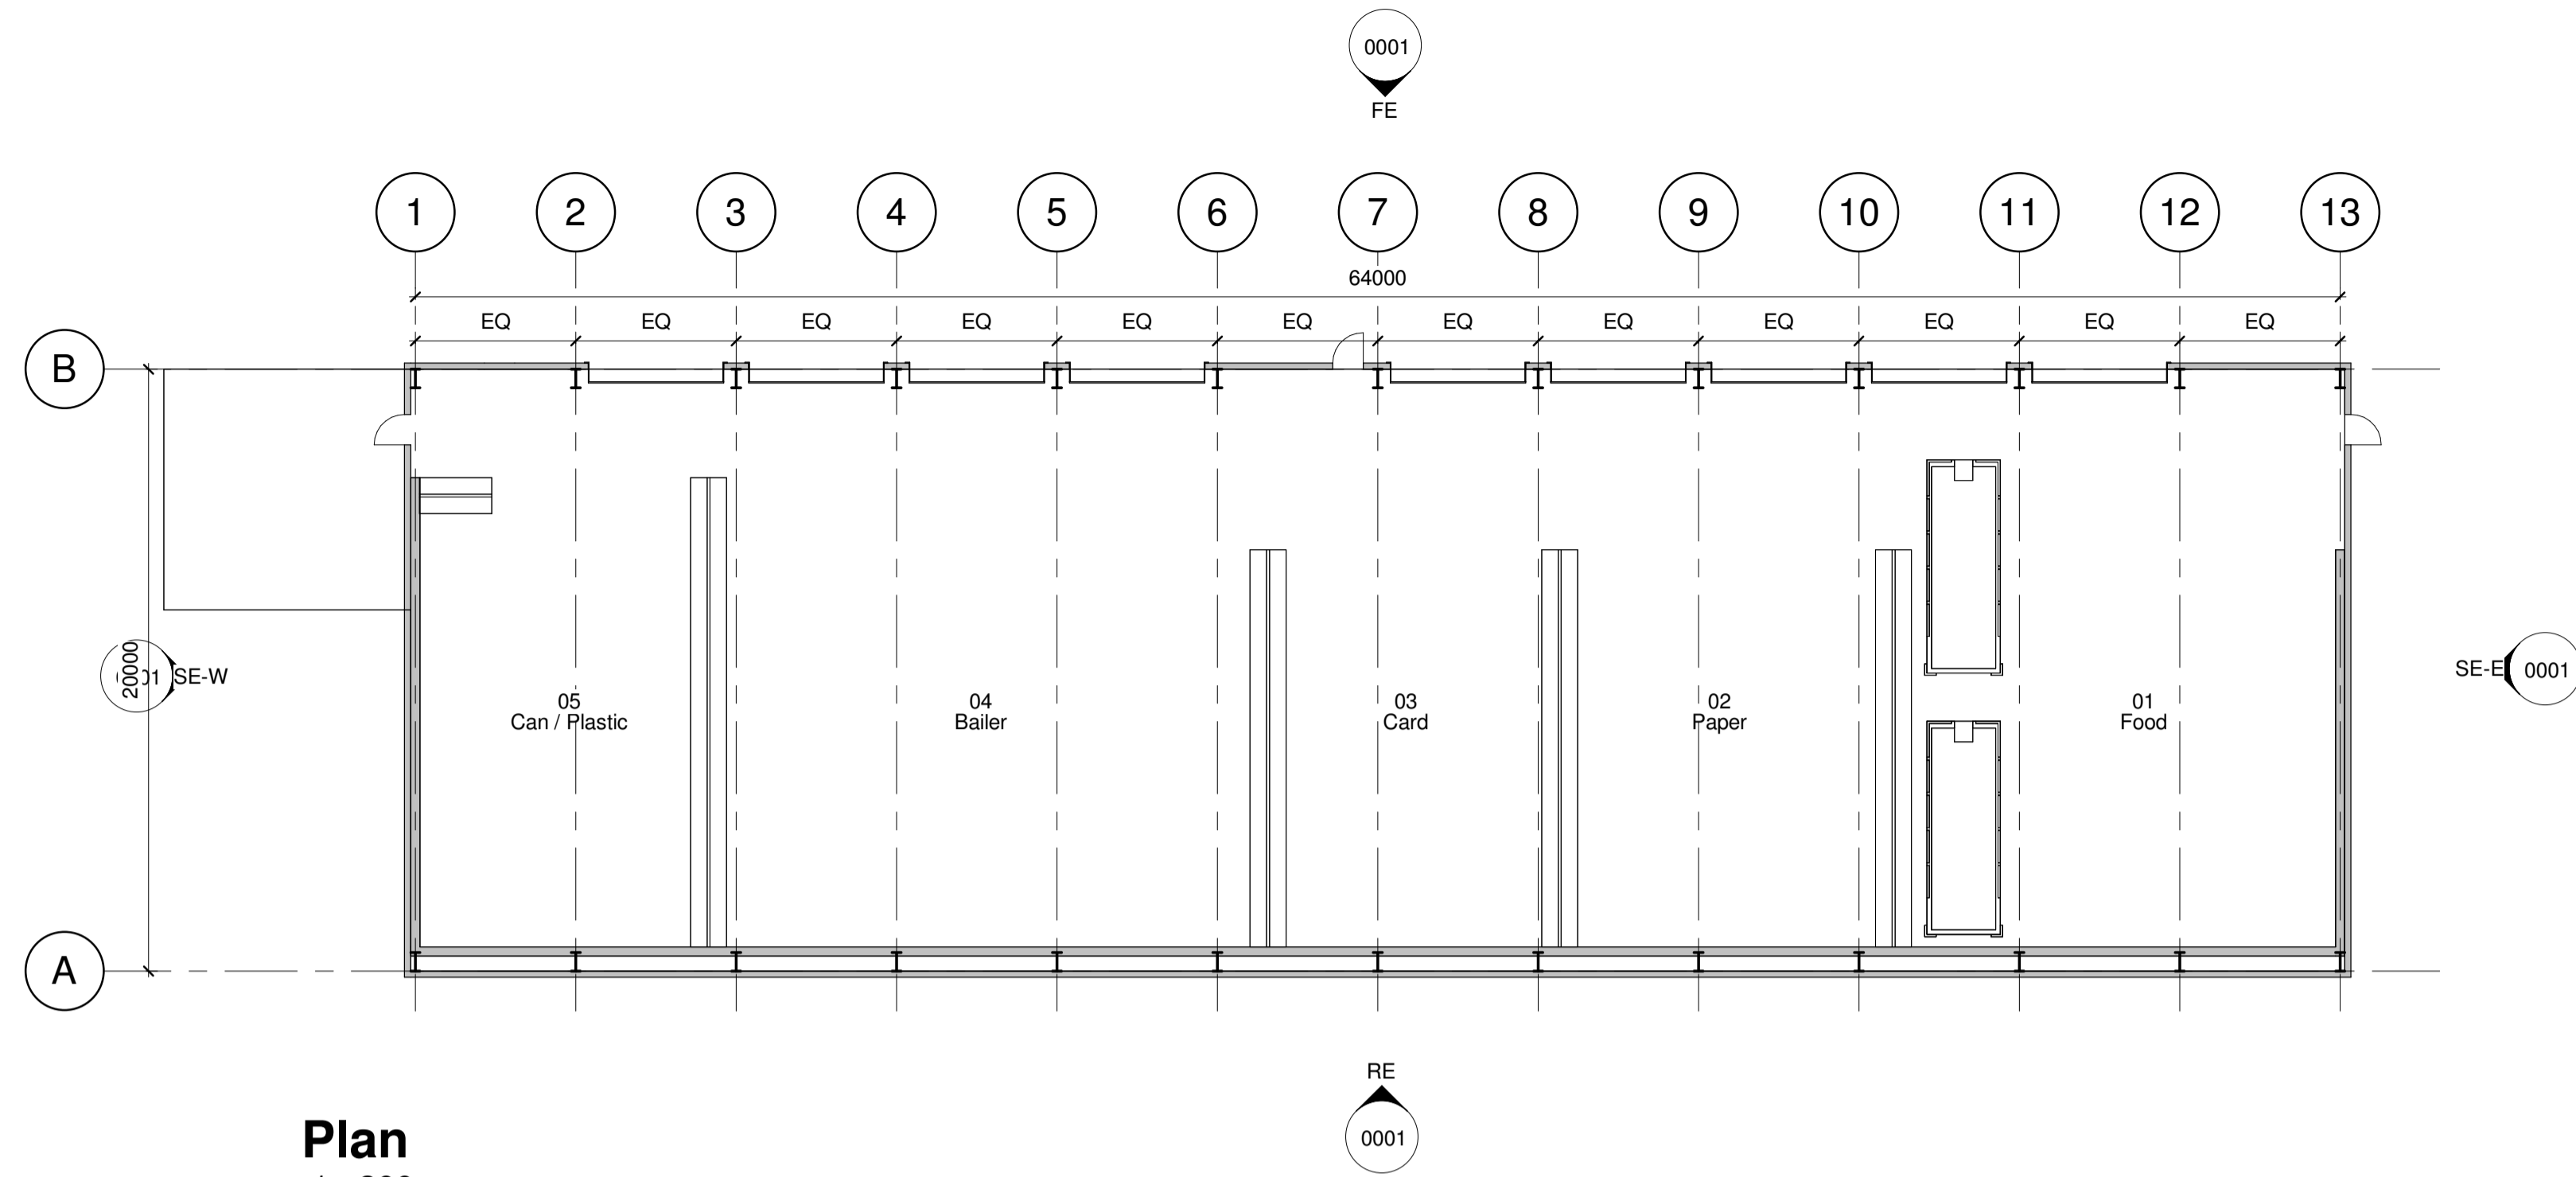 0001
FE
1 2 3 4 5 6 7 8 9 10 11 12 13
64000
EQ EQ EQ EQ EQ EQ EQ EQ EQ EQ EQ EQ
B
20000
01
SE-W
SE-E
0001
05
Can / Plastic
04
Bailer
03
Card
02
Paper
01
Food
A
RE
0001
Plan